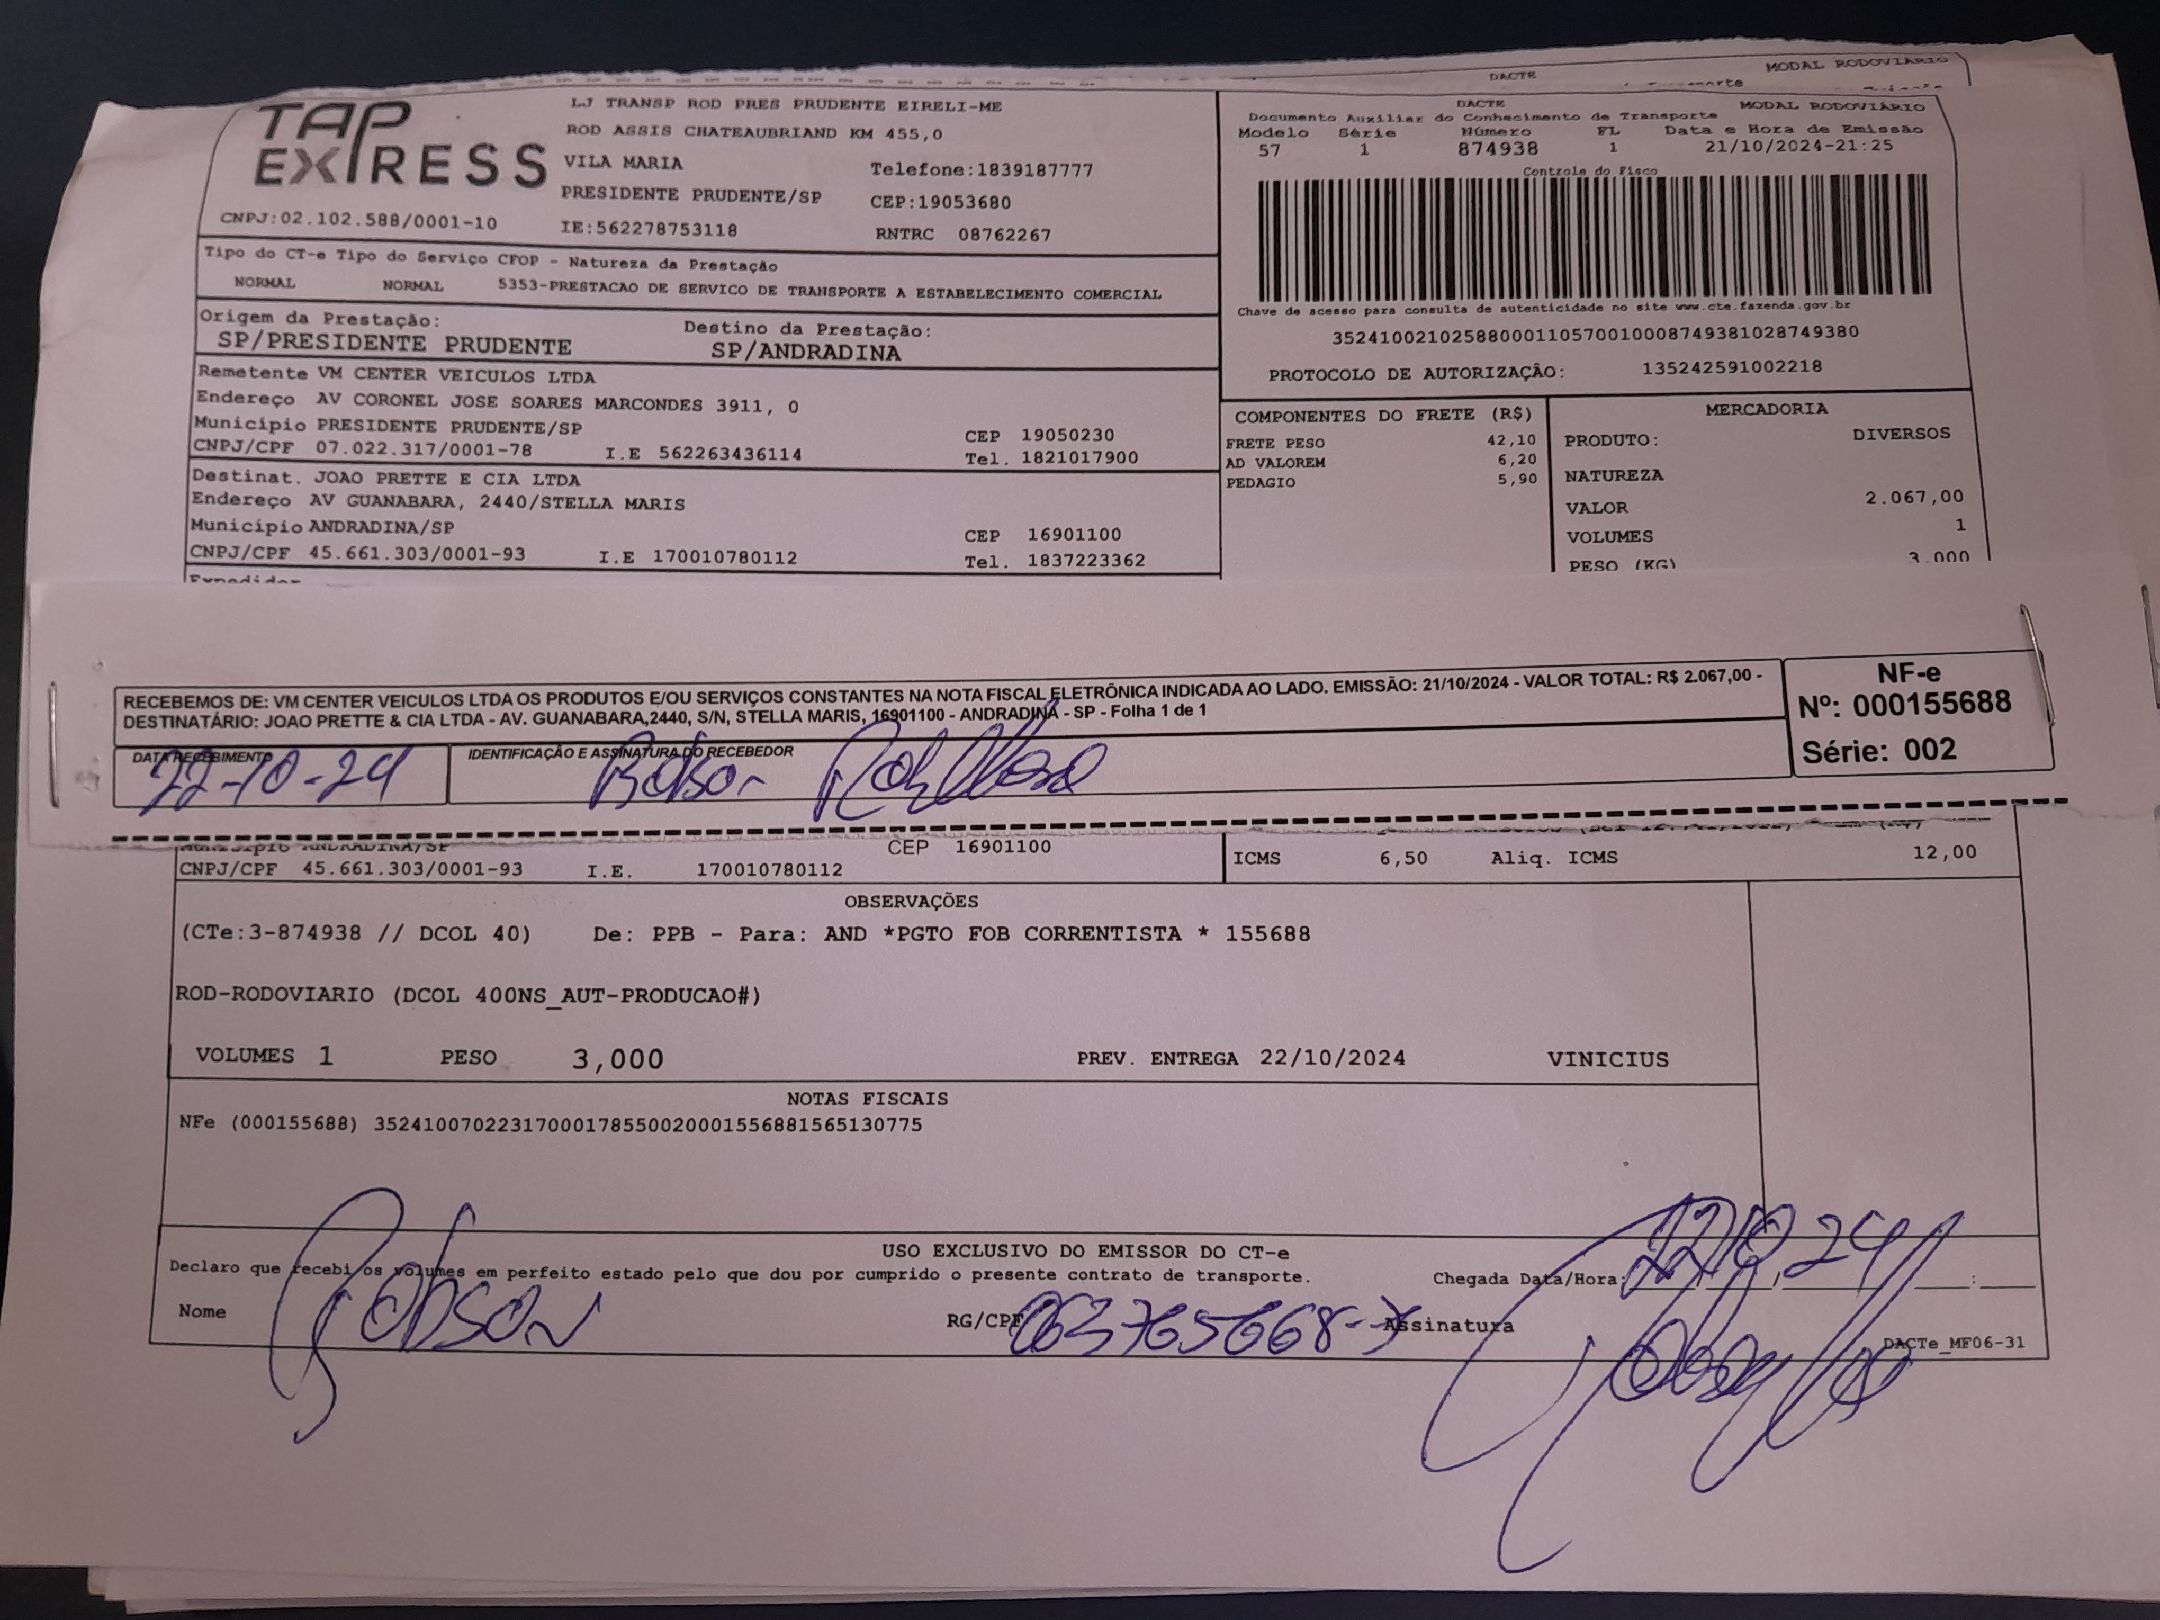 DACTE
MODAL RODOVIÁRIO
TAP
EXPRESS
LJ TRANSP ROD PRES PRUDENTE EIRELI-ME
ROD ASSIS CHATEAUBRIAND KM 455,0
VILA MARIA Telefone:1839187777
PRESIDENTE PRUDENTE/SP CEP:19053680
CNPJ:02.102.588/0001-10 IE:562278753118 RNTRC 08762267
DACTE MODAL RODOVIÁRIO
Documento Auxiliar do Conhecimento de Transporte
Modelo Série Número FL Data e Hora de Emissão
57 1 874938 1 21/10/2024-21:25
Controle do Fisco
Chave de acesso para consulta de autenticidade no site www.cte.fazenda.gov.br
35241002102588000110570010008749381028749380
PROTOCOLO DE AUTORIZAÇÃO: 135242591002218
Tipo do CT-e Tipo do Serviço CFOP - Natureza da Prestação
NORMAL NORMAL 5353-PRESTACAO DE SERVICO DE TRANSPORTE A ESTABELECIMENTO COMERCIAL
Origem da Prestação: Destino da Prestação:
SP/PRESIDENTE PRUDENTE SP/ANDRADINA
Remetente VM CENTER VEICULOS LTDA
Endereço AV CORONEL JOSE SOARES MARCONDES 3911, 0
Município PRESIDENTE PRUDENTE/SP CEP 19050230
CNPJ/CPF 07.022.317/0001-78 I.E 562263436114 Tel. 1821017900
Destinat. JOAO PRETTE E CIA LTDA
Endereço AV GUANABARA, 2440/STELLA MARIS
Município ANDRADINA/SP CEP 16901100
CNPJ/CPF 45.661.303/0001-93 I.E 170010780112 Tel. 1837223362
Expedidor
COMPONENTES DO FRETE (R$)
FRETE PESO 42,10
AD VALOREM 6,20
PEDAGIO 5,90
MERCADORIA
PRODUTO: DIVERSOS
NATUREZA
VALOR 2.067,00
VOLUMES 1
PESO (KG) 3,000
RECEBEMOS DE: VM CENTER VEICULOS LTDA OS PRODUTOS E/OU SERVIÇOS CONSTANTES NA NOTA FISCAL ELETRÔNICA INDICADA AO LADO. EMISSÃO: 21/10/2024 - VALOR TOTAL: R$ 2.067,00 -
DESTINATÁRIO: JOAO PRETTE & CIA LTDA - AV. GUANABARA,2440, S/N, STELLA MARIS, 16901100 - ANDRADINA - SP - Folha 1 de 1
NF-e
Nº: 000155688
Série: 002
DATA RECEBIMENTO IDENTIFICAÇÃO E ASSINATURA DO RECEBEDOR
22-10-24 Robson
Município ANDRADINA/SP CEP 16901100
CNPJ/CPF 45.661.303/0001-93 I.E. 170010780112
ICMS 6,50 Aliq. ICMS 12,00
OBSERVAÇÕES
(CTe:3-874938 // DCOL 40) De: PPB - Para: AND *PGTO FOB CORRENTISTA * 155688
ROD-RODOVIARIO (DCOL 400NS_AUT-PRODUCAO#)
VOLUMES 1 PESO 3,000 PREV. ENTREGA 22/10/2024 VINICIUS
NOTAS FISCAIS
NFe (000155688) 35241007022317000178550020001556881565130775
USO EXCLUSIVO DO EMISSOR DO CT-e
Declaro que recebi os volumes em perfeito estado pelo que dou por cumprido o presente contrato de transporte. Chegada Data/Hora: 22/10/24
Nome Robson RG/CPF Assinatura
DACTe_MF06-31